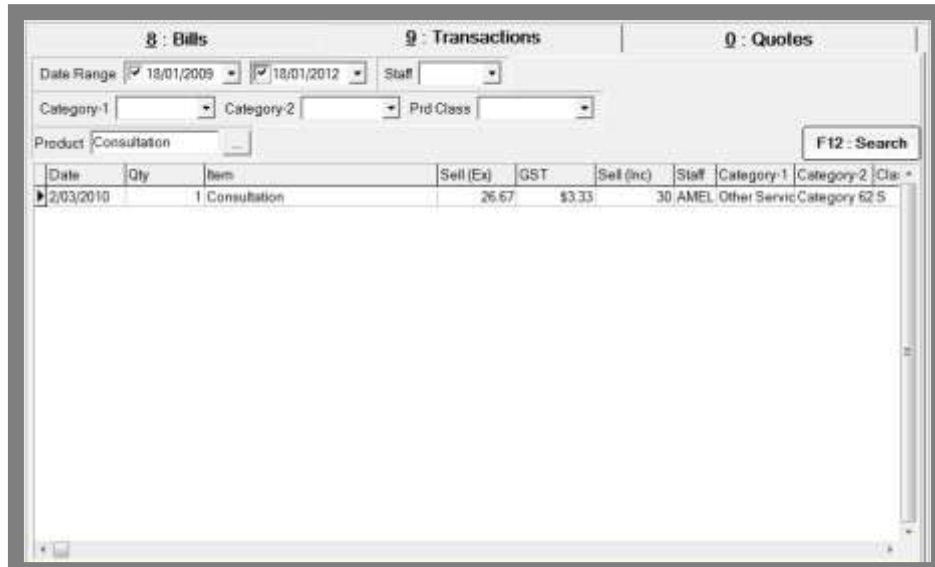 8 : Bills 9 : Transactions 0 : Quotes
Date Range 18/01/2009 18/01/2012 Staff
Category-1 Category-2 Prd Class
Product Consultation ... F12 : Search
Date Qty Item Sell (Ex) GST Sell (Inc) Staff Category-1 Category-2 Cla
2/03/2010 1 Consultation 26.67 $3.33 30 AMEL Other Servic Category 62 S